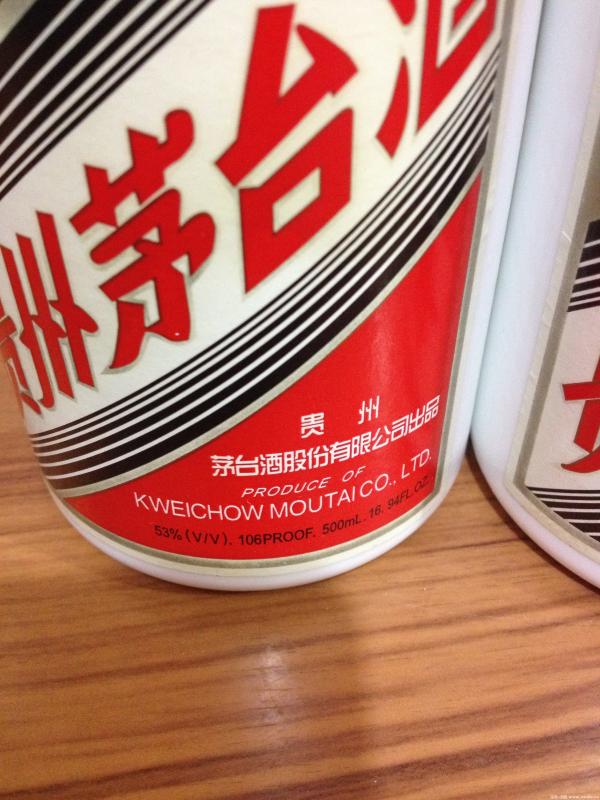 贵州茅台酒
贵 州
茅台酒股份有限公司出品
PRODUCE OF
KWEICHOW MOUTAI CO., LTD.
53% (V/V). 106PROOF. 500mL. 16. 94FL.OZ.